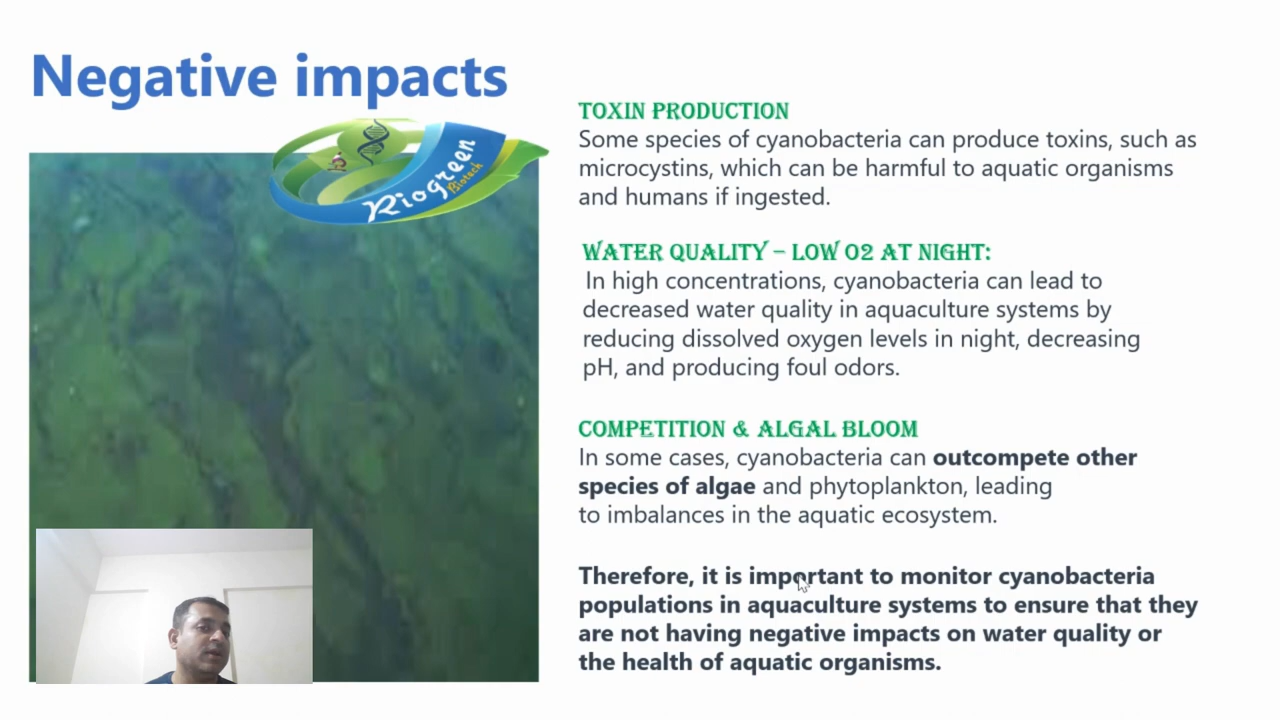 Negative impacts
Riogreen
Biotech
TOXIN PRODUCTION
Some species of cyanobacteria can produce toxins, such as
microcystins, which can be harmful to aquatic organisms
and humans if ingested.
WATER QUALITY – LOW O2 AT NIGHT:
In high concentrations, cyanobacteria can lead to
decreased water quality in aquaculture systems by
reducing dissolved oxygen levels in night, decreasing
pH, and producing foul odors.
COMPETITION & ALGAL BLOOM
In some cases, cyanobacteria can outcompete other
species of algae and phytoplankton, leading
to imbalances in the aquatic ecosystem.
Therefore, it is important to monitor cyanobacteria
populations in aquaculture systems to ensure that they
are not having negative impacts on water quality or
the health of aquatic organisms.